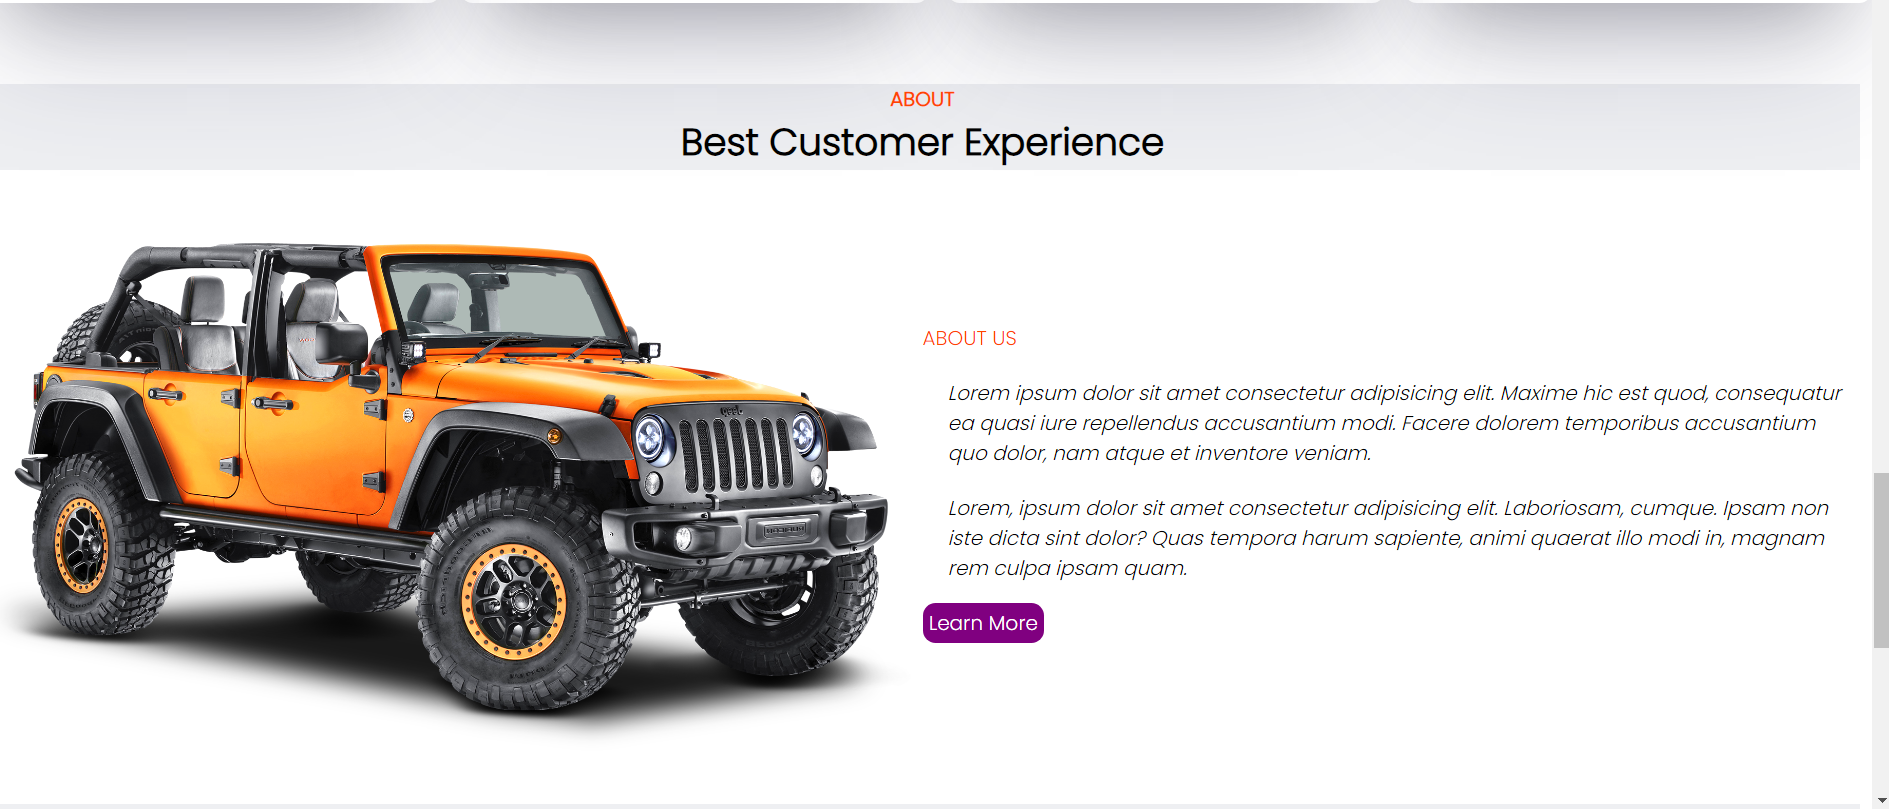 ABOUT
Best Customer Experience
ABOUT US
Lorem ipsum dolor sit amet consectetur adipisicing elit. Maxime hic est quod, consequatur
ea quasi iure repellendus accusantium modi. Facere dolorem temporibus accusantium
quo dolor, nam atque et inventore veniam.
Lorem, ipsum dolor sit amet consectetur adipisicing elit. Laboriosam, cumque. Ipsam non
iste dicta sint dolor? Quas tempora harum sapiente, animi quaerat illo modi in, magnam
rem culpa ipsam quam.
Learn More